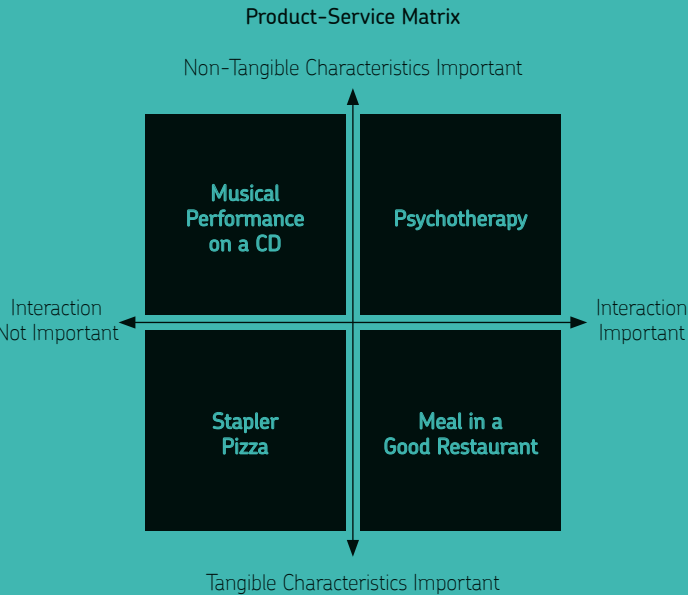 Product-Service Matrix
Non-Tangible Characteristics Important
Musical
Performance
on a CD
Psychotherapy
Interaction
Not Important
Interaction
Important
Stapler
Pizza
Meal in a
Good Restaurant
Tangible Characteristics Important